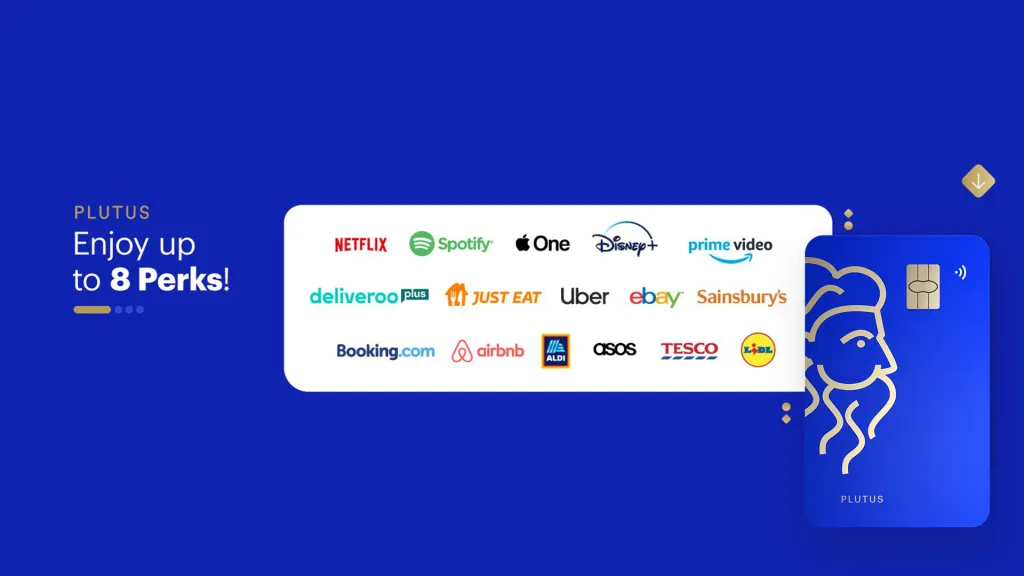 PLUTUS
Enjoy up
to 8 Perks!
NETFLIX Spotify One Disney+ prime video
deliveroo plus JUST EAT Uber ebay Sainsbury's
Booking.com airbnb ALDI asos TESCO LIDL
PLUTUS